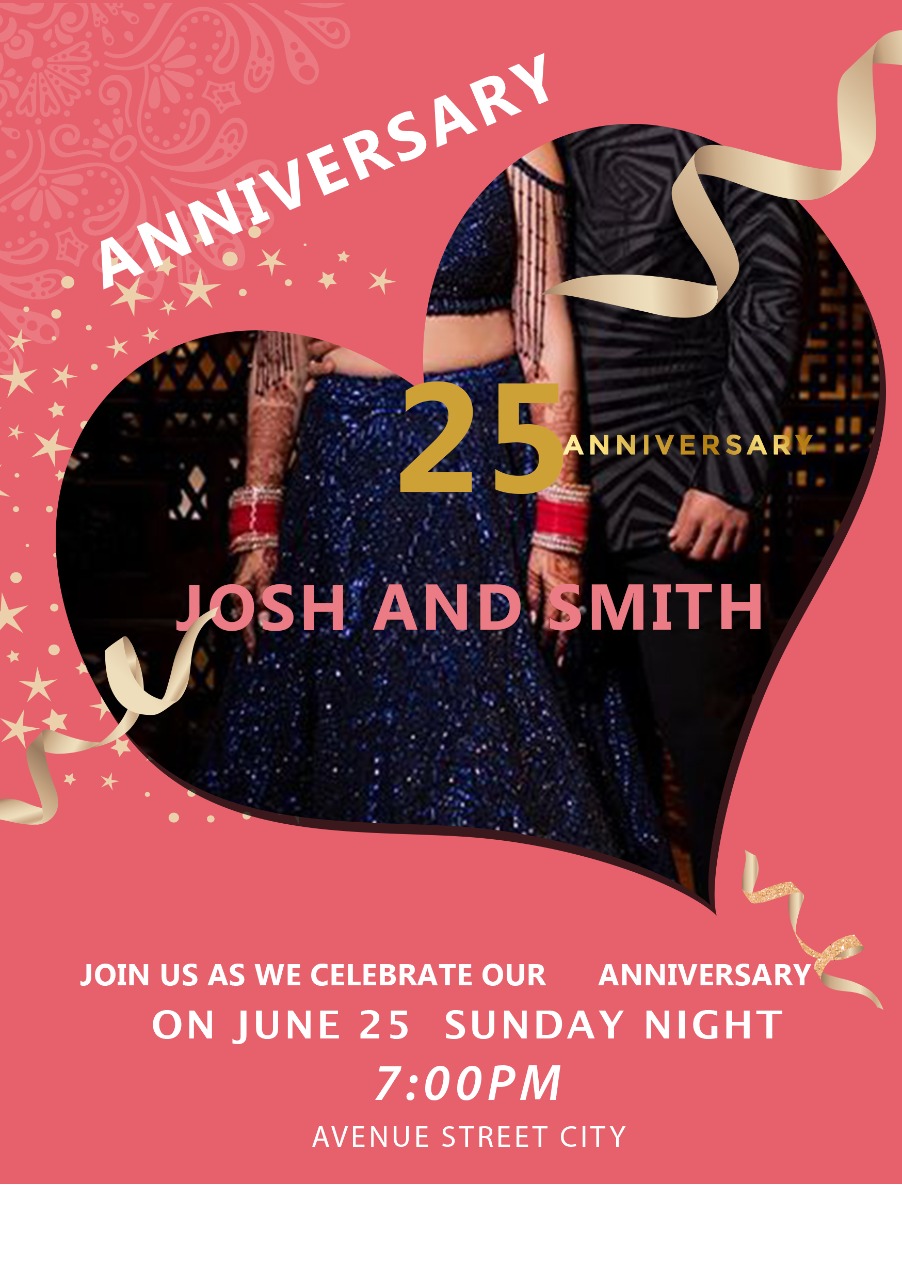 ANNIVERSARY
25 ANNIVERSARY
JOSH AND SMITH
JOIN US AS WE CELEBRATE OUR ANNIVERSARY
ON JUNE 25 SUNDAY NIGHT
7:00PM
AVENUE STREET CITY